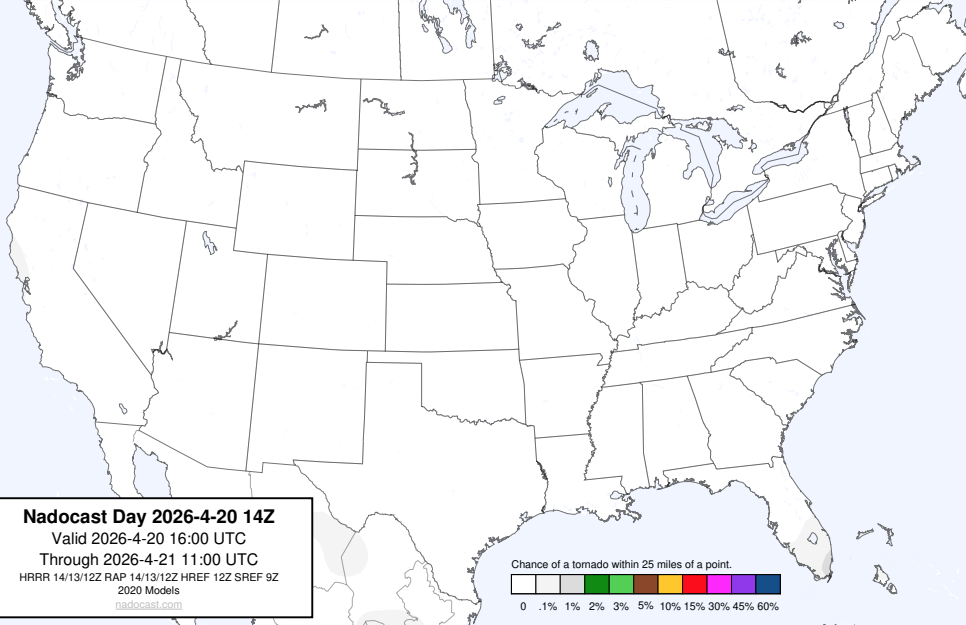 Nadocast Day 2026-4-20 14Z
Valid 2026-4-20 16:00 UTC
Through 2026-4-21 11:00 UTC
HRRR 14/13/12Z RAP 14/13/12Z HREF 12Z SREF 9Z
2020 Models
nadocast.com
Chance of a tornado within 25 miles of a point.
0 .1% 1% 2% 3% 5% 10% 15% 30% 45% 60%